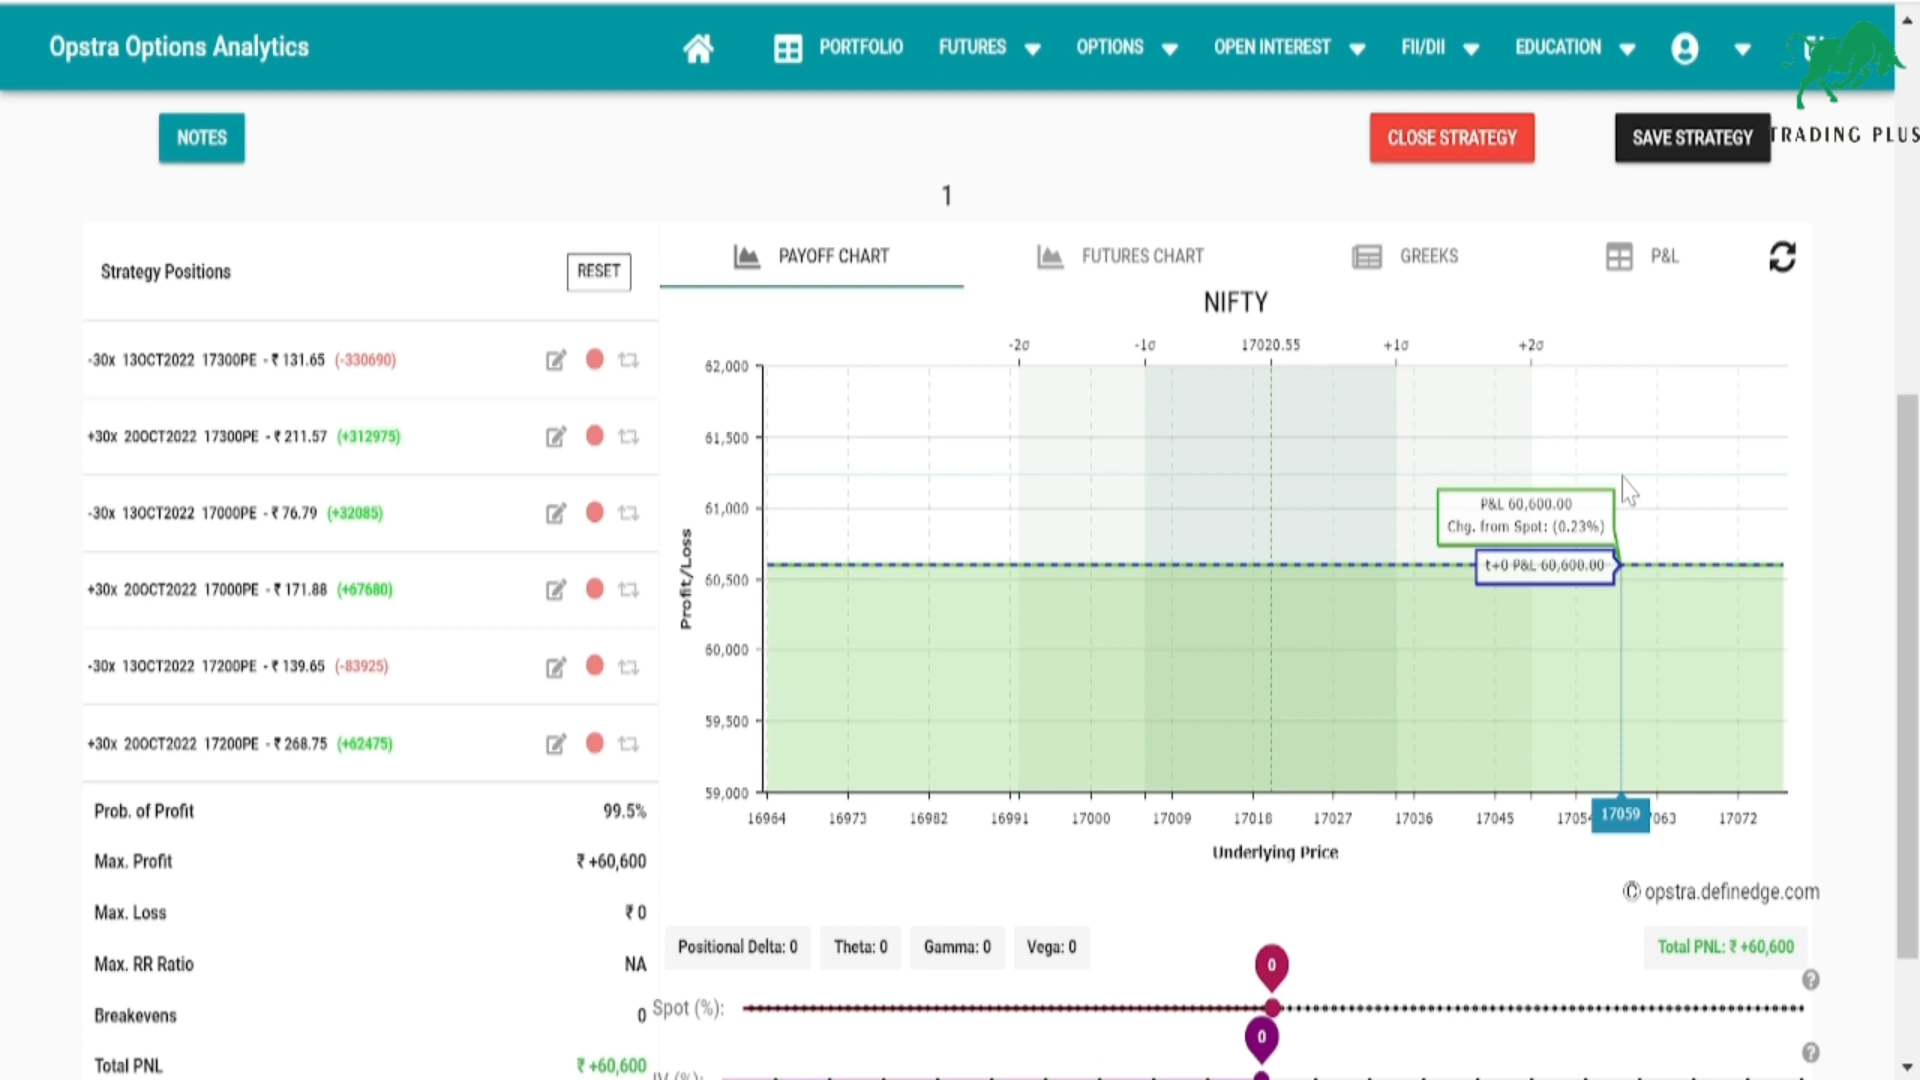 Opstra Options Analytics
PORTFOLIO
FUTURES
OPTIONS
OPEN INTEREST
FII/DII
EDUCATION
TRADING PLUS
NOTES
CLOSE STRATEGY
SAVE STRATEGY
1
Strategy Positions
RESET
-30x 13OCT2022 17300PE - ₹ 131.65 (-330690)
+30x 20OCT2022 17300PE - ₹ 211.57 (+312975)
-30x 13OCT2022 17000PE - ₹ 76.79 (+32085)
+30x 20OCT2022 17000PE - ₹ 171.88 (+67680)
-30x 13OCT2022 17200PE - ₹ 139.65 (-83925)
+30x 20OCT2022 17200PE - ₹ 268.75 (+62475)
Prob. of Profit 99.5%
Max. Profit ₹ +60,600
Max. Loss ₹ 0
Max. RR Ratio NA
Breakevens 0
Total PNL ₹ +60,600
PAYOFF CHART
FUTURES CHART
GREEKS
P&L
NIFTY
-2σ -1σ 17020.55 +1σ +2σ
62,000
61,500
61,000
60,500
60,000
59,500
59,000
Profit/Loss
P&L 60,600.00
Chg. from Spot: (0.23%)
t+0 P&L 60,600.00
16964 16973 16982 16991 17000 17009 17018 17027 17036 17045 17059 17072
Underlying Price
© opstra.definedge.com
Positional Delta: 0 Theta: 0 Gamma: 0 Vega: 0
Total PNL: ₹ +60,600
0
Spot (%):
0